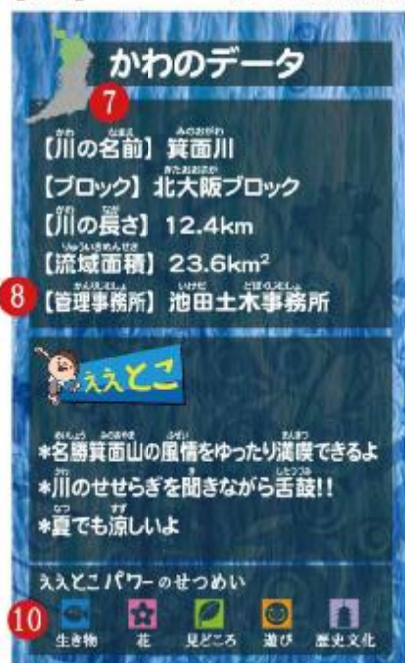 かわのデータ
7
【川の名前】 箕面川
【ブロック】 北大阪ブロック
【川の長さ】 12.4km
【流域面積】 23.6km²
8
【管理事務所】 池田土木事務所
ええとこ
*名勝箕面山の風情をゆったり満喫できるよ
*川のせせらぎを聞きながら舌鼓!!
*夏でも涼しいよ
ええとこパワーのせつめい
10
生き物 花 見どころ 遊び 歴史文化